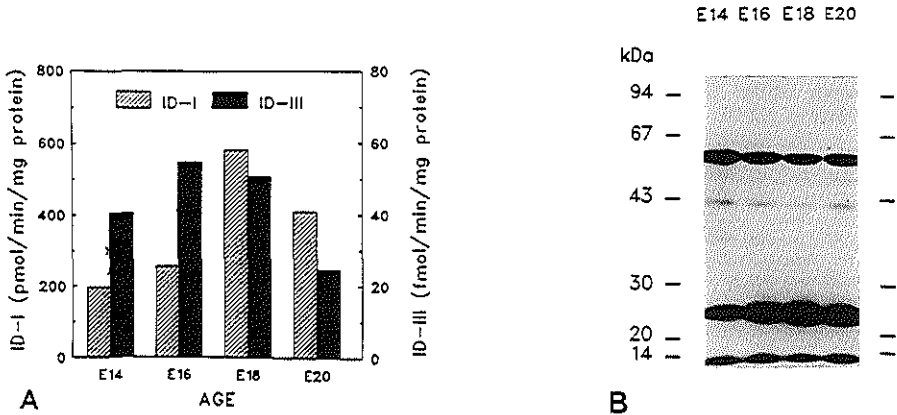 800
600
400
200
0
ID-I (pmol/min/mg protein)
ID-I
ID-III
80
60
40
20
0
ID-III (fmol/min/mg protein)
E14 E16 E18 E20
AGE
A
E14 E16 E18 E20
kDa
94
67
43
30
20
14
B